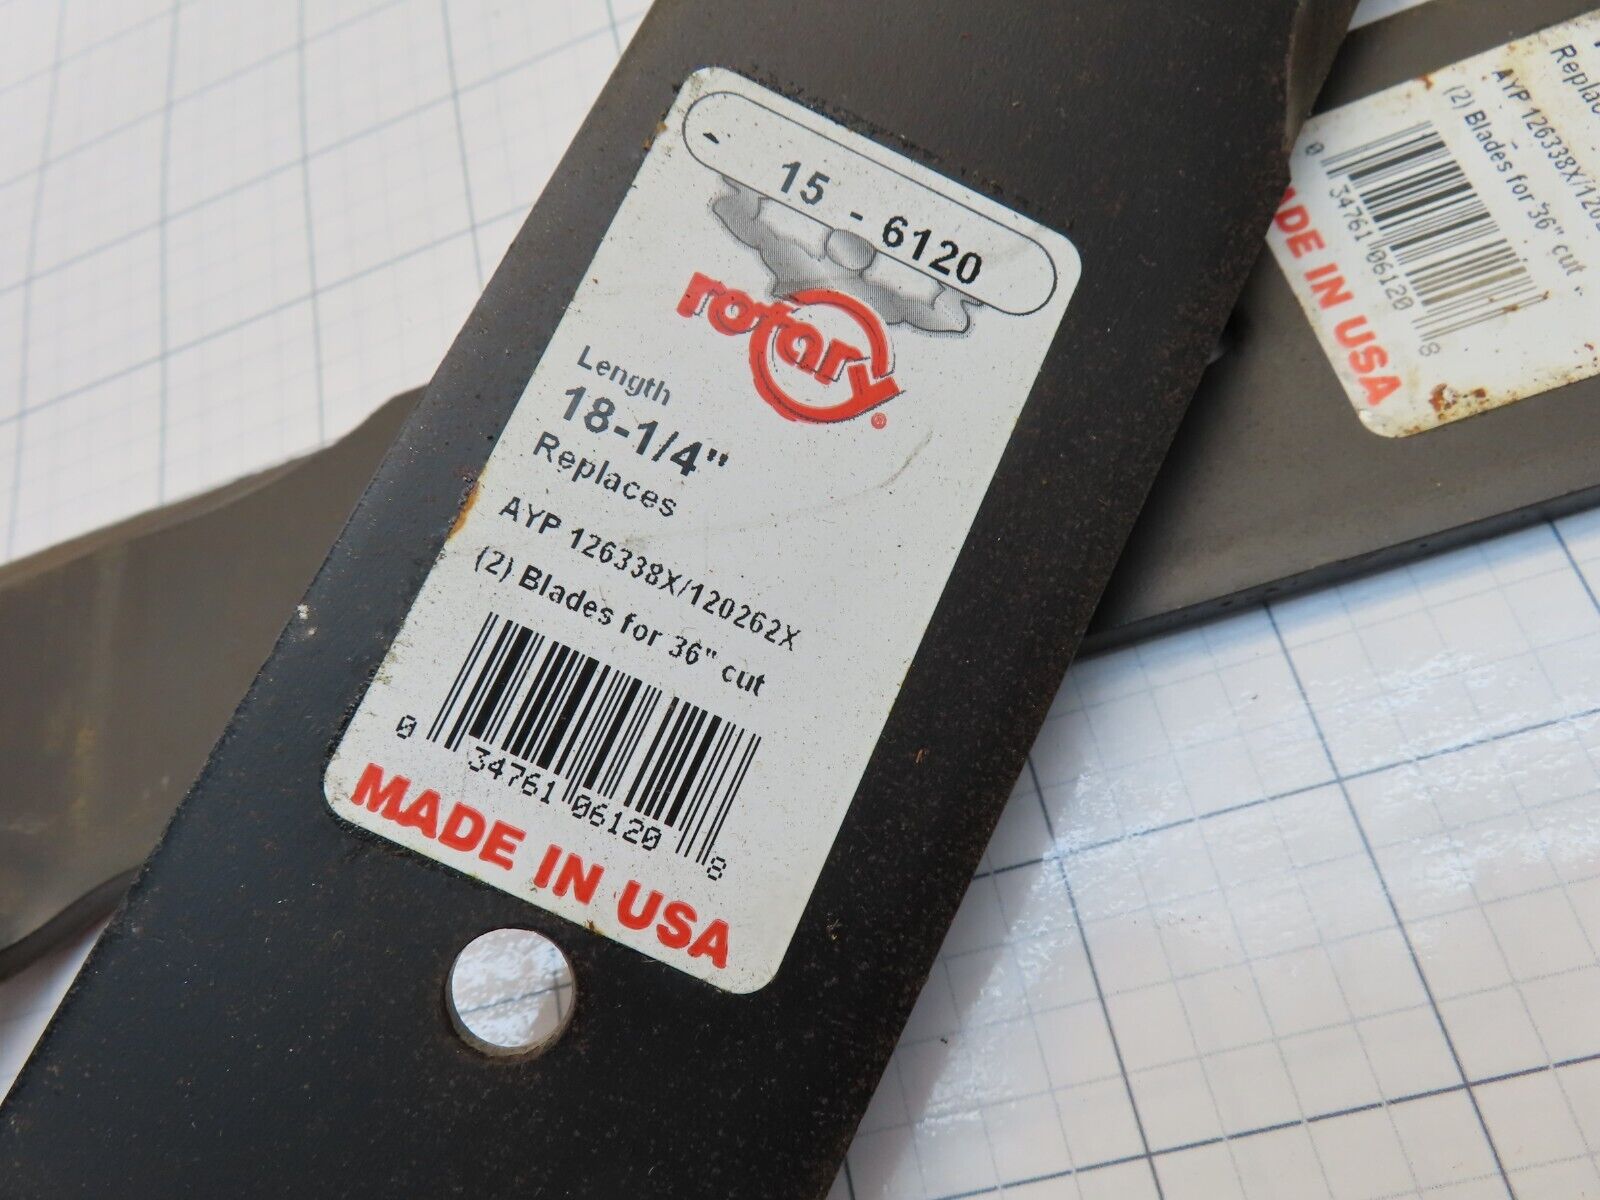 15 - 6120
rotary®
Length
18-1/4"
Replaces
AYP 126338X/120262X
(2) Blades for 36" cut
0 34761 06120 8
MADE IN USA
AYP 126338X/
(2) Blades for 36" cut
0 34761 06120 8
MADE IN USA